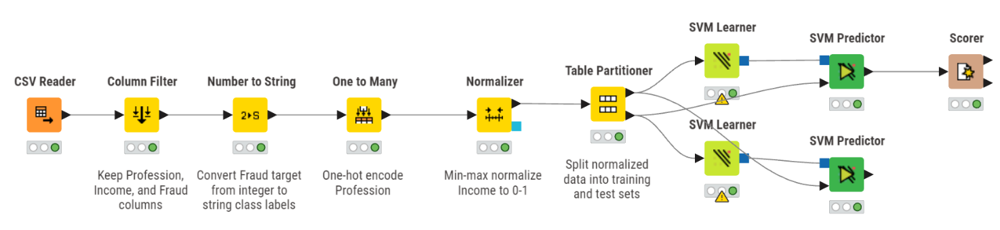 SVM Learner
SVM Predictor
Scorer
Table Partitioner
CSV Reader
Column Filter
Number to String
One to Many
Normalizer
2▸S
SVM Learner
SVM Predictor
Keep Profession,
Income, and Fraud
columns
Convert Fraud target
from integer to
string class labels
One-hot encode
Profession
Min-max normalize
Income to 0-1
Split normalized
data into training
and test sets